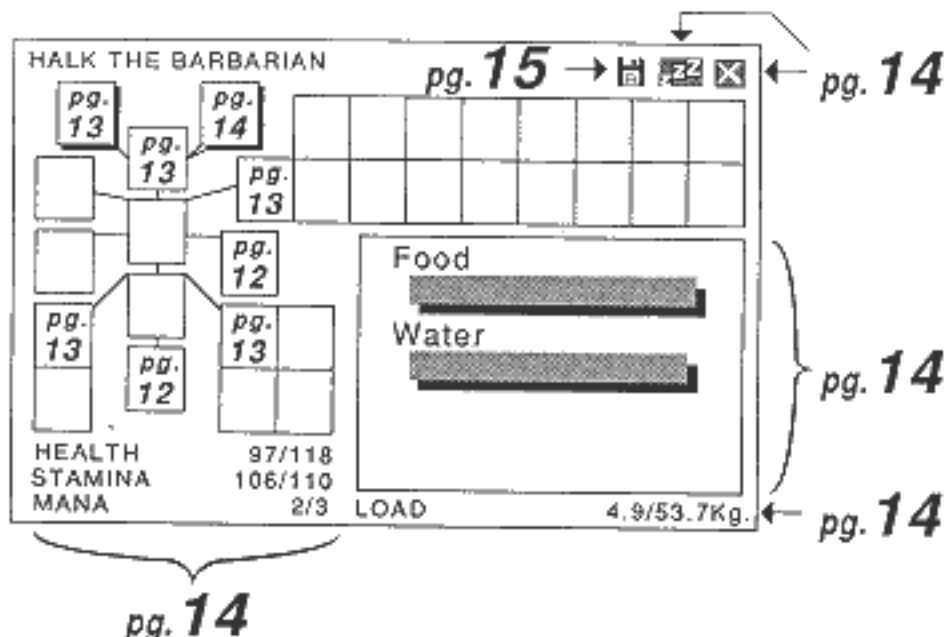 HALK THE BARBARIAN
pg. 15
zzz
pg. 14
pg. 13
pg. 14
pg. 13
pg. 13
pg. 12
pg. 13
pg. 13
pg. 12
Food
Water
pg. 14
HEALTH 97/118
STAMINA 106/110
MANA 2/3
LOAD 4.9/53.7Kg.
pg. 14
pg. 14